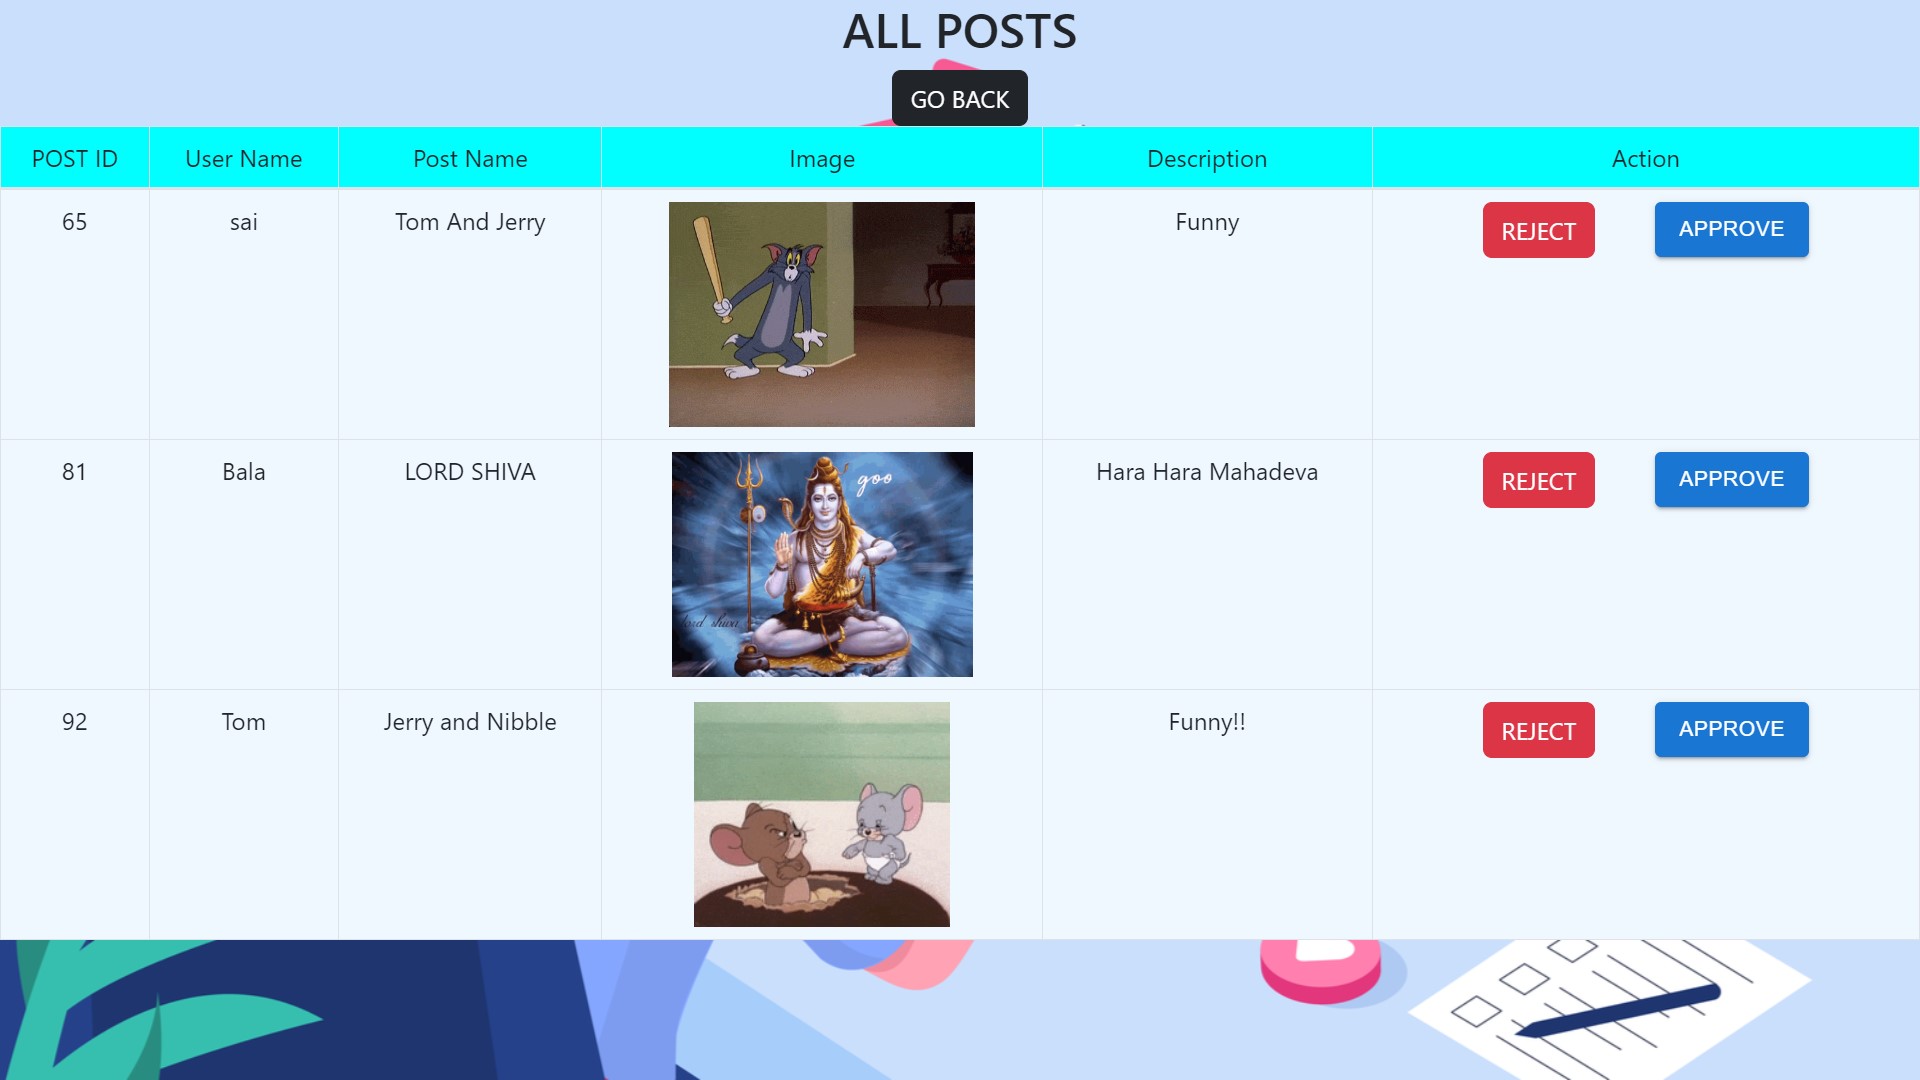 ALL POSTS
GO BACK
POST ID User Name Post Name Image Description Action
65 sai Tom And Jerry Funny REJECT APPROVE
81 Bala LORD SHIVA goo Hara Hara Mahadeva REJECT APPROVE
lord shiva
92 Tom Jerry and Nibble Funny!! REJECT APPROVE